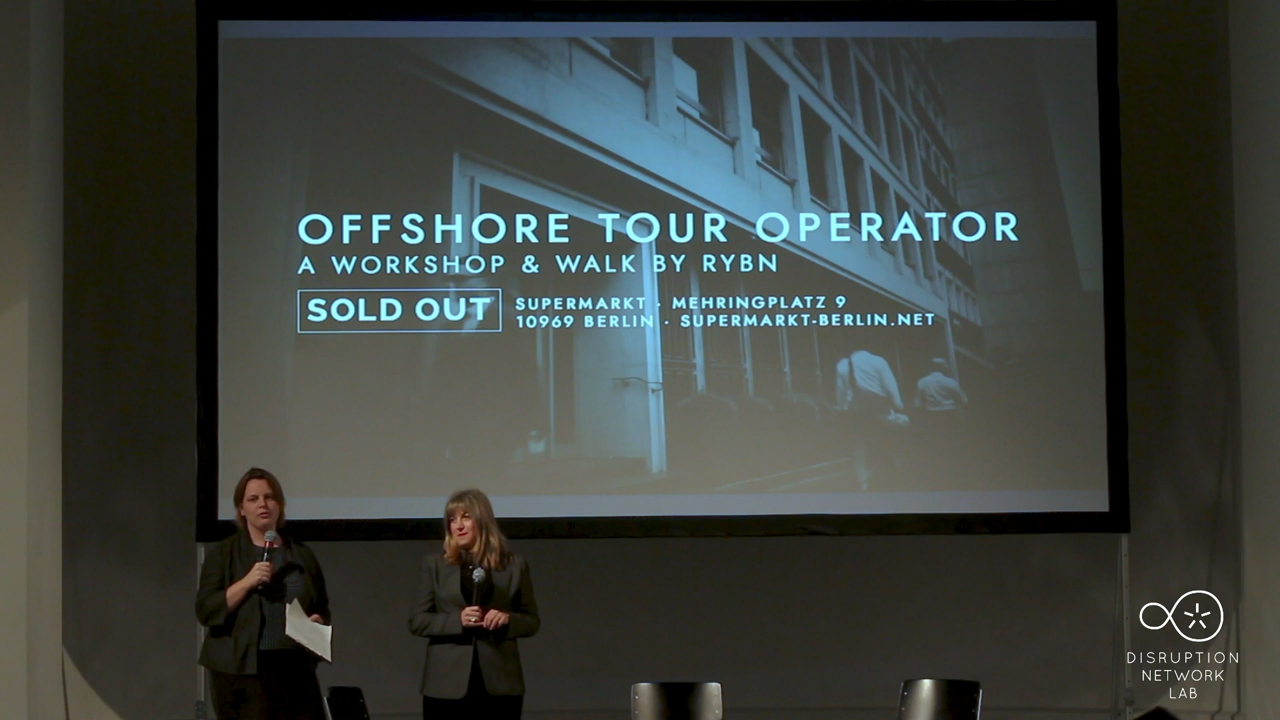 OFFSHORE TOUR OPERATOR
A WORKSHOP & WALK BY RYBN
SOLD OUT
SUPERMARKT · MEHRINGPLATZ 9
10969 BERLIN · SUPERMARKT-BERLIN.NET
DISRUPTION
NETWORK
LAB